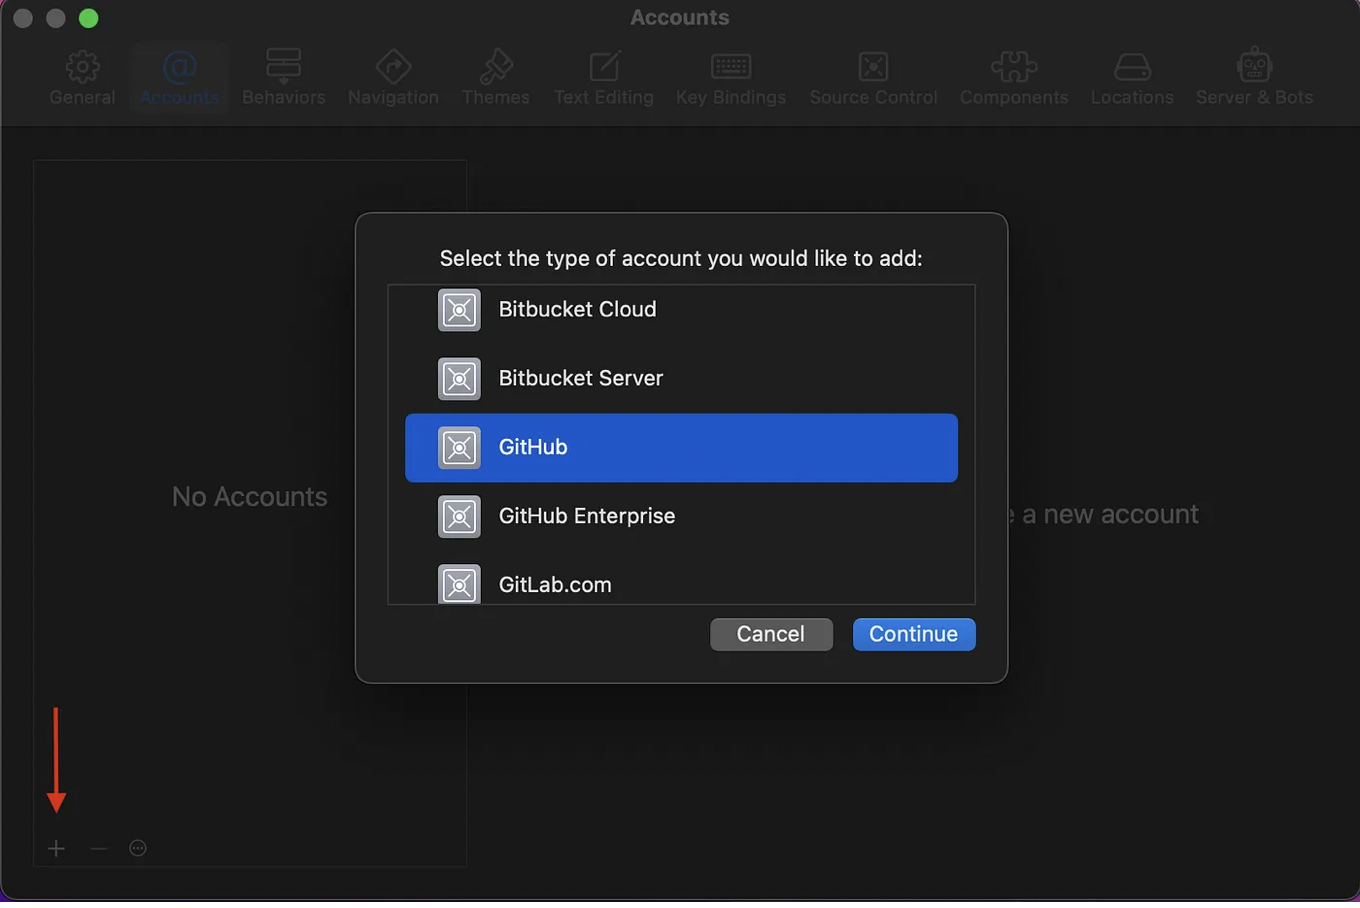 Accounts
General
Accounts
Behaviors
Navigation
Themes
Text Editing
Key Bindings
Source Control
Components
Locations
Server & Bots
Select the type of account you would like to add:
Bitbucket Cloud
Bitbucket Server
GitHub
GitHub Enterprise
GitLab.com
Cancel
Continue
No Accounts
a new account